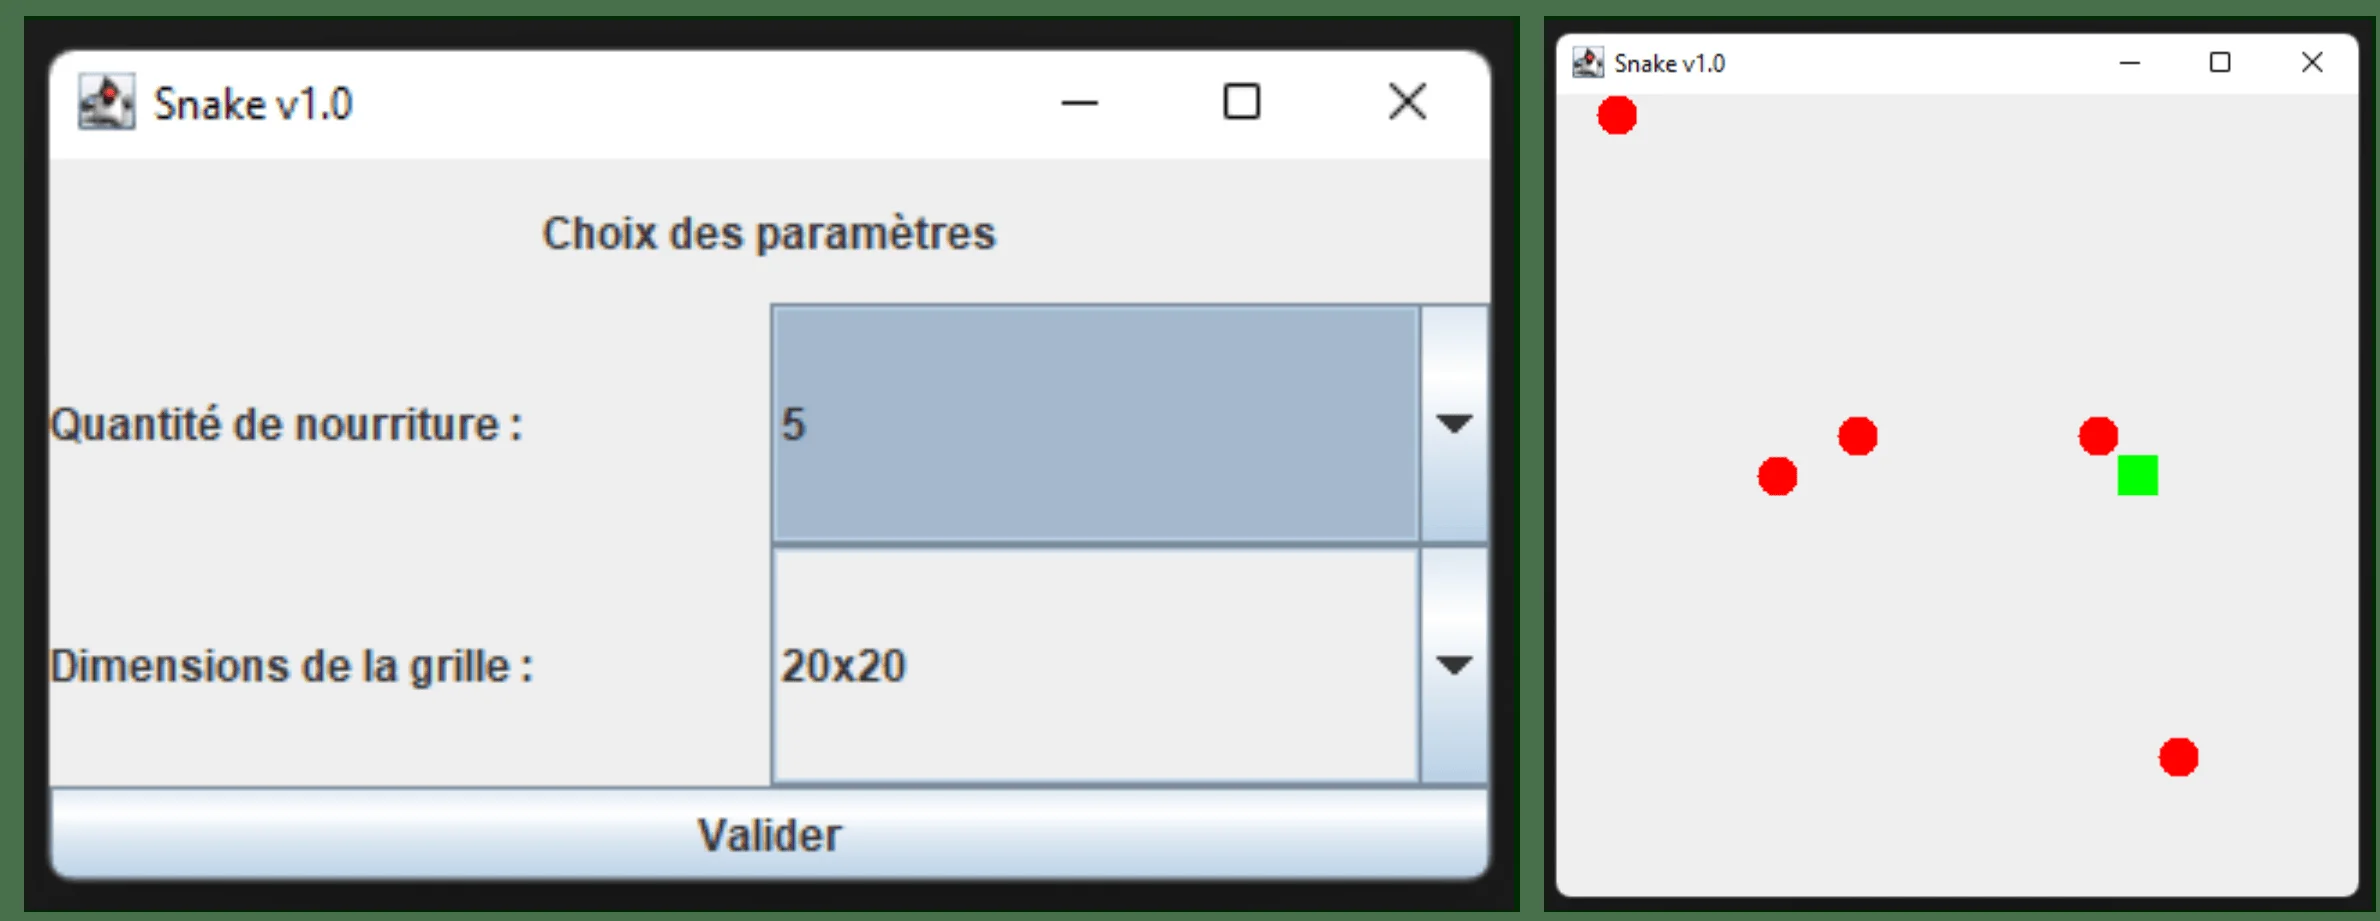 Snake v1.0
Choix des paramètres
Quantité de nourriture :
5
Dimensions de la grille :
20x20
Valider
Snake v1.0